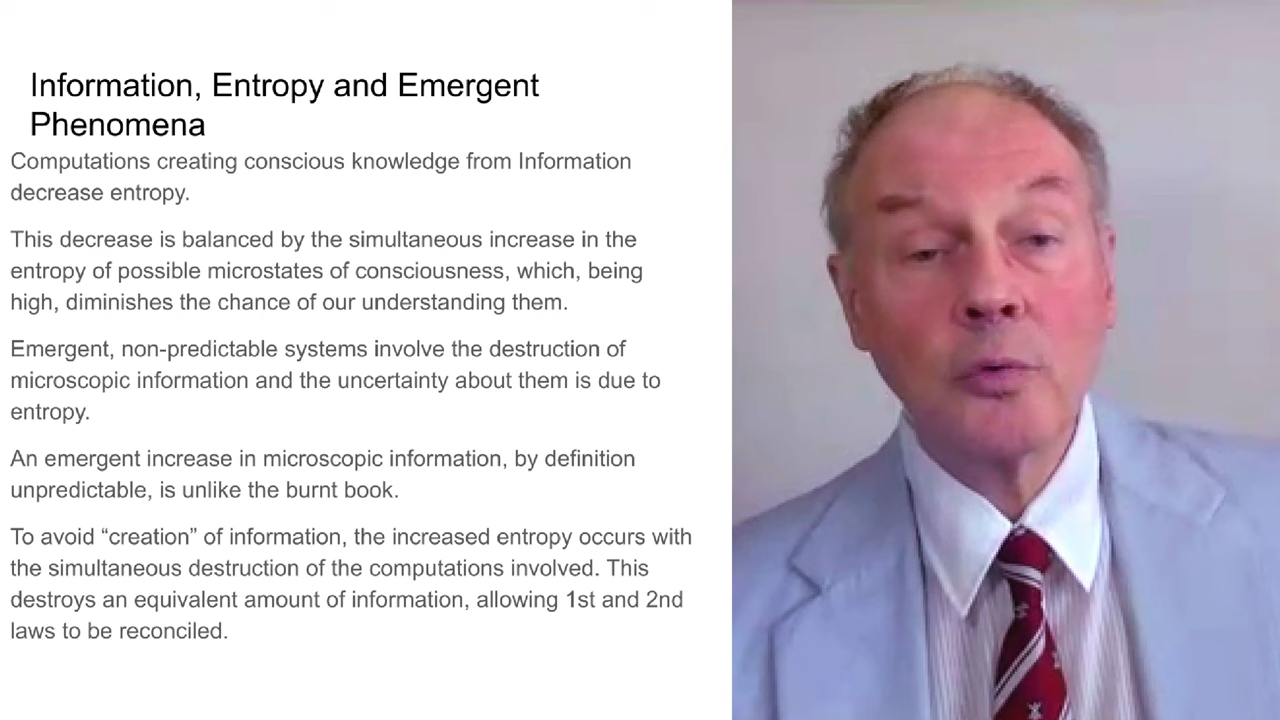 Information, Entropy and Emergent
Phenomena
Computations creating conscious knowledge from Information
decrease entropy.
This decrease is balanced by the simultaneous increase in the
entropy of possible microstates of consciousness, which, being
high, diminishes the chance of our understanding them.
Emergent, non-predictable systems involve the destruction of
microscopic information and the uncertainty about them is due to
entropy.
An emergent increase in microscopic information, by definition
unpredictable, is unlike the burnt book.
To avoid “creation” of information, the increased entropy occurs with
the simultaneous destruction of the computations involved. This
destroys an equivalent amount of information, allowing 1st and 2nd
laws to be reconciled.